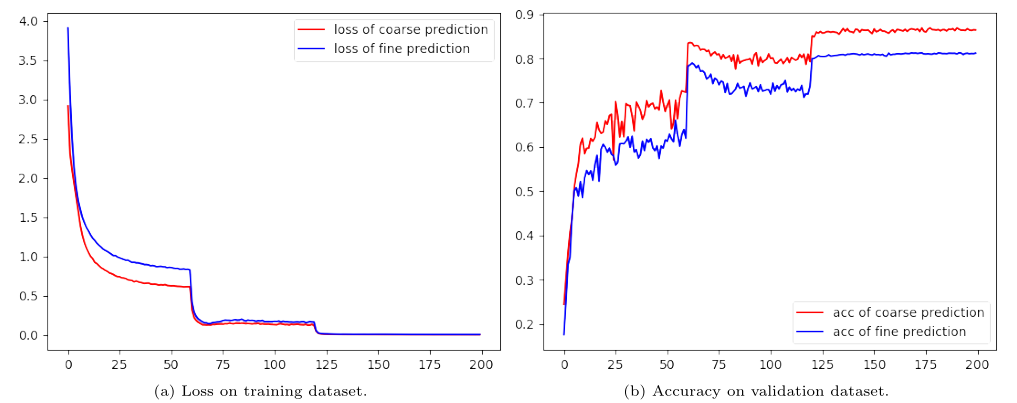 4.0
3.5
3.0
2.5
2.0
1.5
1.0
0.5
0.0
0 25 50 75 100 125 150 175 200
loss of coarse prediction
loss of fine prediction
(a) Loss on training dataset.
0.9
0.8
0.7
0.6
0.5
0.4
0.3
0.2
0 25 50 75 100 125 150 175 200
acc of coarse prediction
acc of fine prediction
(b) Accuracy on validation dataset.